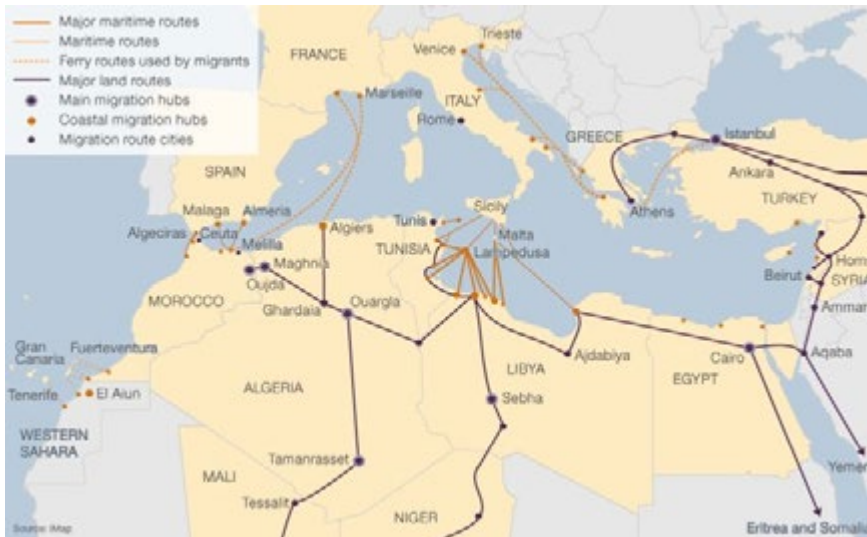 Major maritime routes
Maritime routes
Ferry routes used by migrants
Major land routes
Main migration hubs
Coastal migration hubs
Migration route cities
FRANCE
Trieste
Venice
Marseille
ITALY
Rome
GREECE
Istanbul
Ankara
TURKEY
SPAIN
Athens
Malaga
Almeria
Algeciras
Ceuta
Melilla
Algiers
Tunis
Sicily
Malta
TUNISIA
Lampedusa
Homs
Beirut
SYRIA
Maghnia
Oujda
MOROCCO
Ghardaia
Ouargla
Amman
Gran
Canaria
Fuerteventura
LIBYA
Ajdabiya
Cairo
Aqaba
EGYPT
Tenerife
El Aiun
ALGERIA
Sebha
WESTERN
SAHARA
Tamanrasset
Yemen
MALI
Tessalit
NIGER
Source: iMap
Eritrea and Somalia